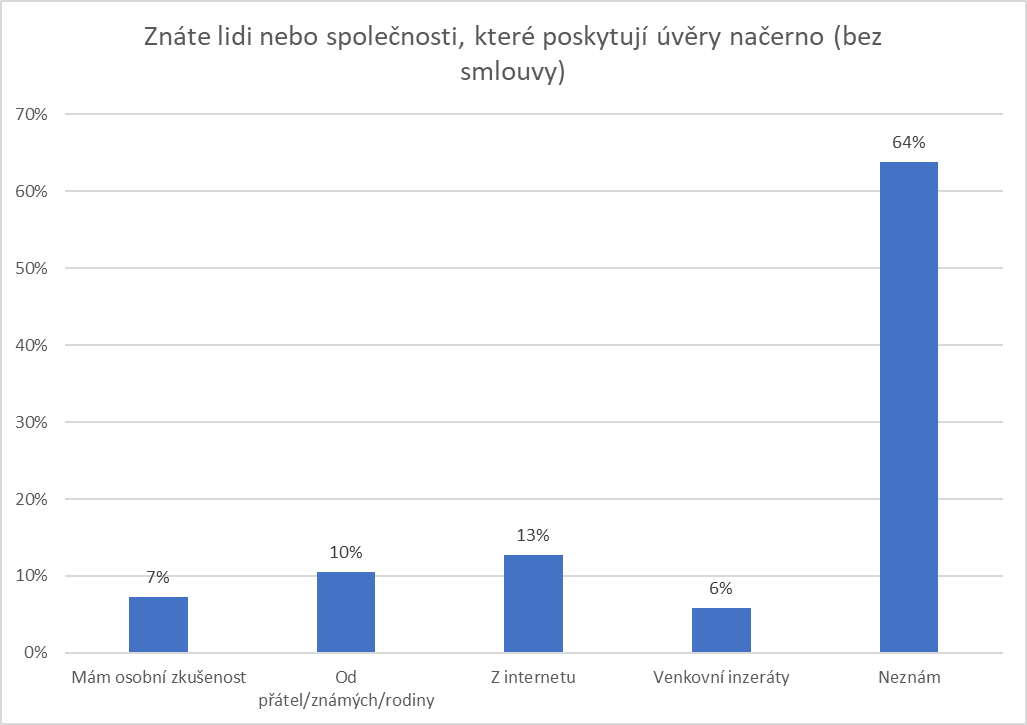 Znáte lidi nebo společnosti, které poskytují úvěry načerno (bez
smlouvy)
70%
60%
50%
40%
30%
20%
10%
0%
7%
10%
13%
6%
64%
Mám osobní zkušenost
Od
přátel/známých/rodiny
Z internetu
Venkovní inzeráty
Neznám